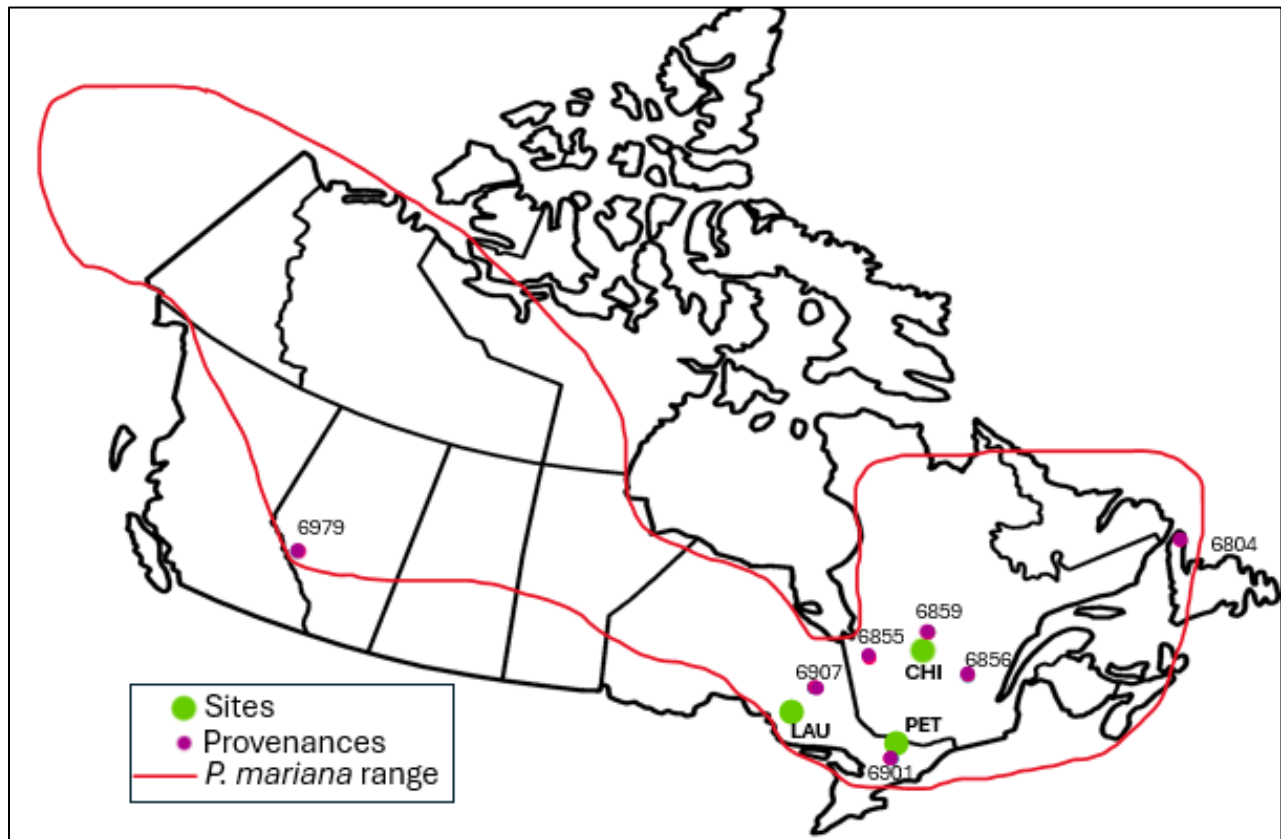 6979
6804
6859
6855
CHI
6856
6907
LAU
PET
6901
Sites
Provenances
P. mariana range